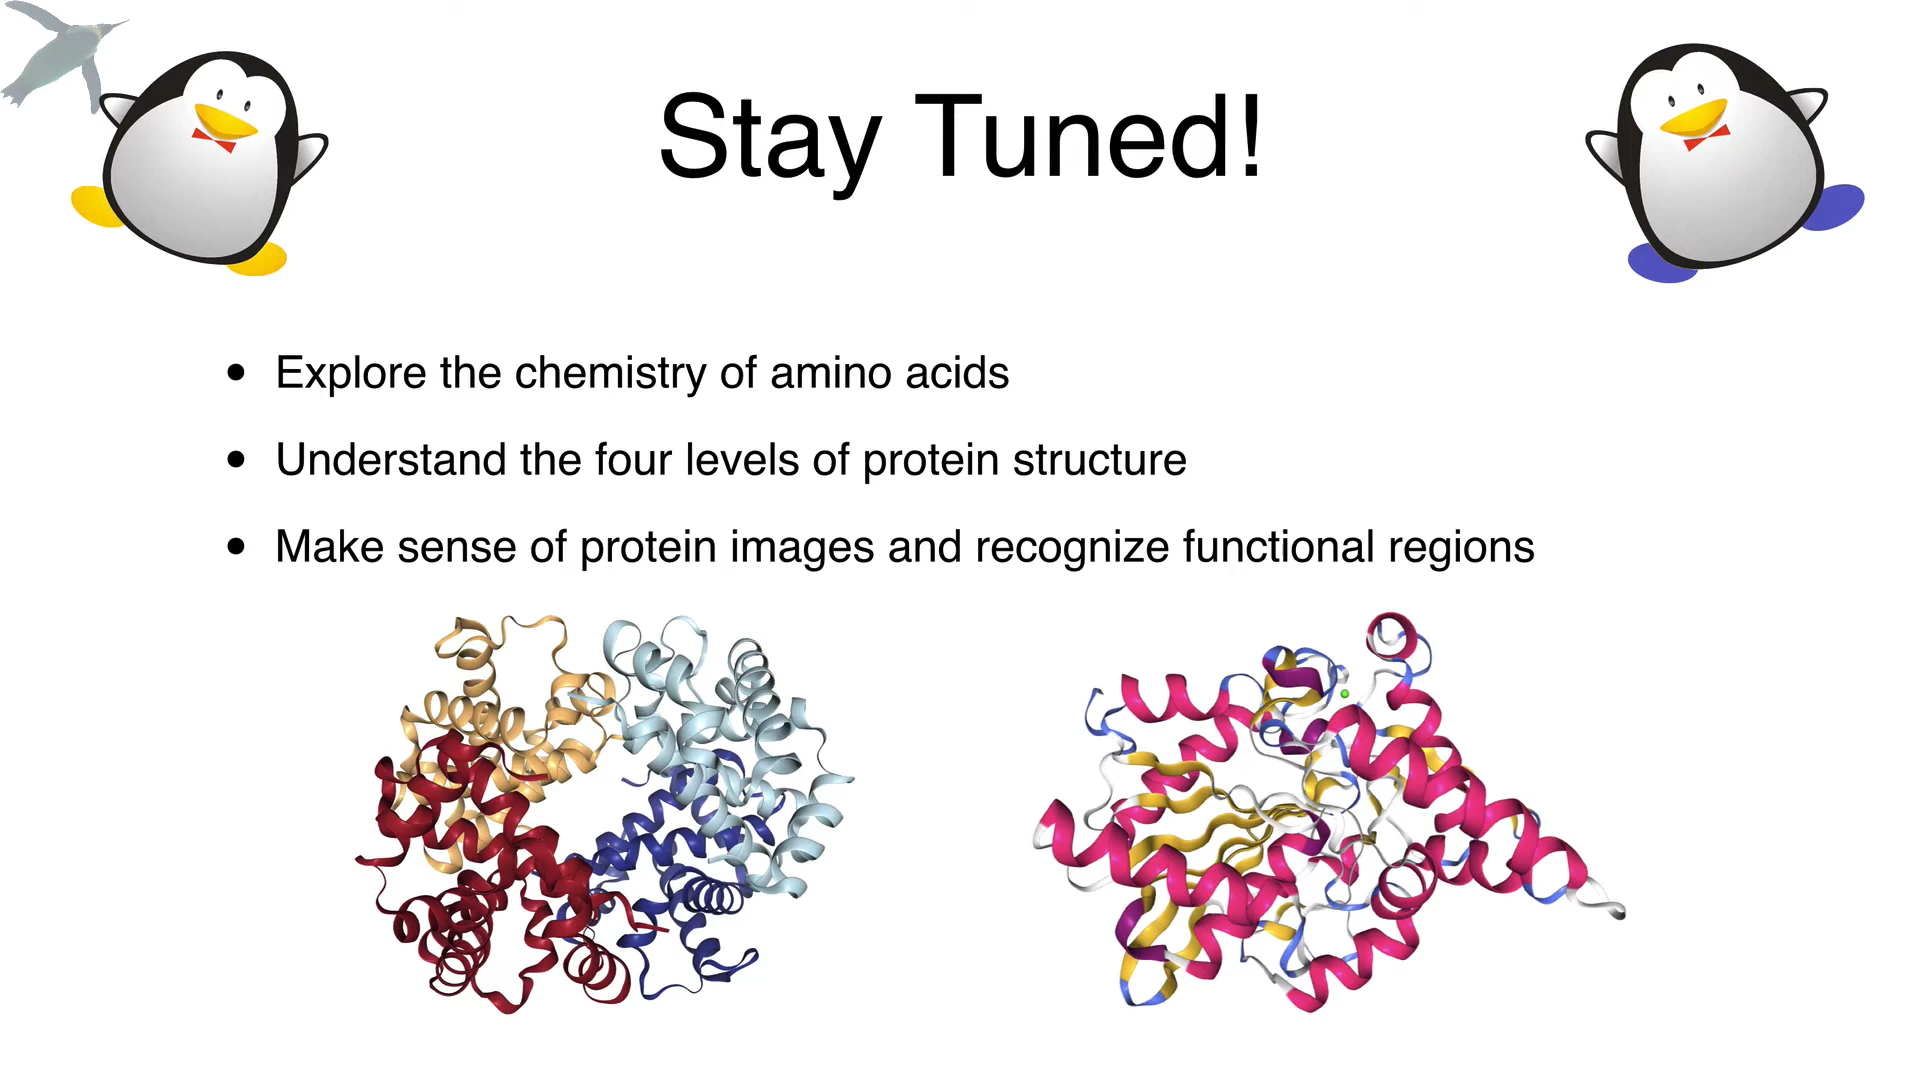 Stay Tuned!
• Explore the chemistry of amino acids
• Understand the four levels of protein structure
• Make sense of protein images and recognize functional regions